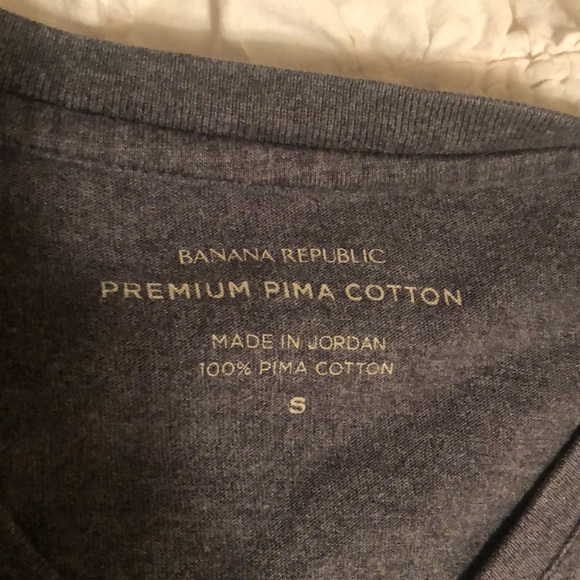 BANANA REPUBLIC
PREMIUM PIMA COTTON
MADE IN JORDAN
100% PIMA COTTON
S